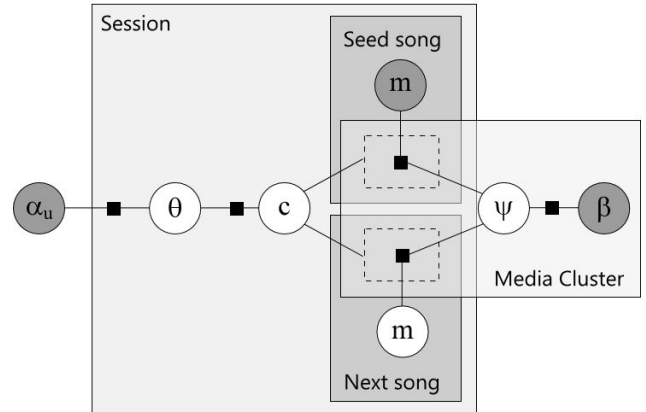 Session
Seed song
m
αu
θ
c
ψ
β
Media Cluster
m
Next song